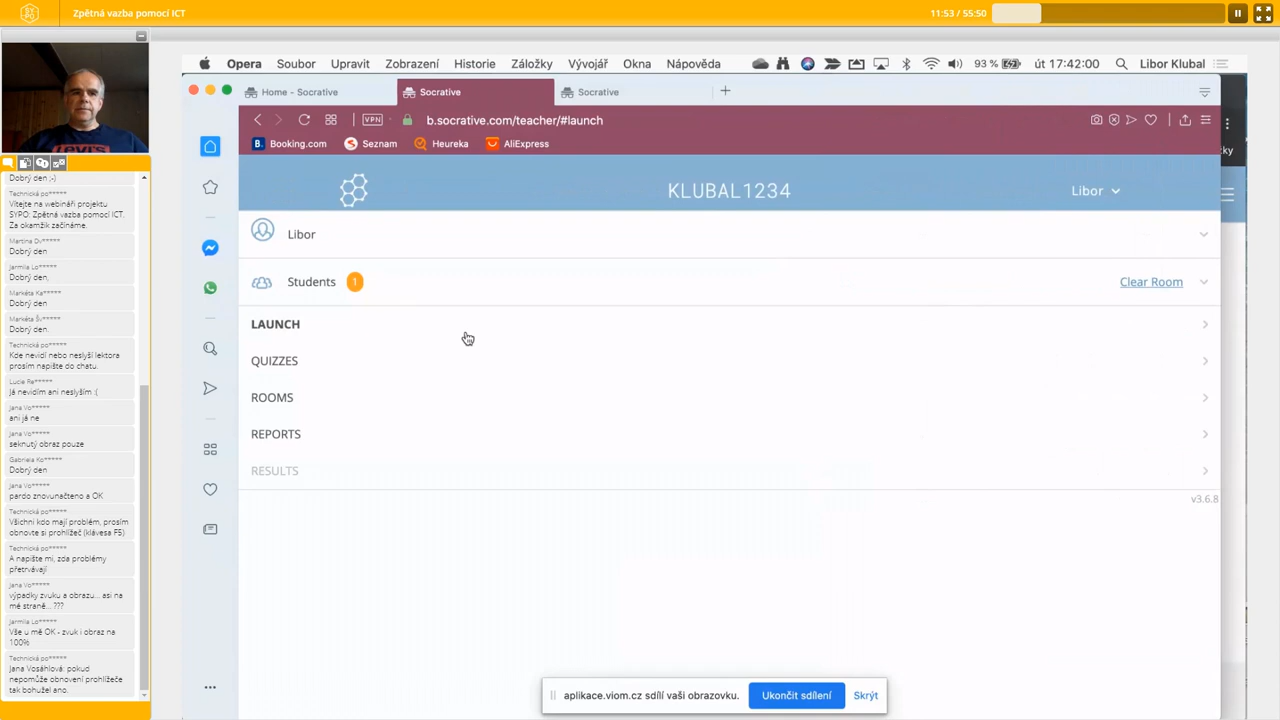 Zpětná vazba pomocí ICT
11:53 / 55:50
Opera Soubor Upravit Zobrazení Historie Záložky Vývojář Okna Nápověda
93 % út 17:42:00 Libor Klubal
Home - Socrative
Socrative
Socrative
VPN b.socrative.com/teacher/#launch
Booking.com Seznam Heureka AliExpress
KLUBAL1234
Libor
Libor
Students 1
Clear Room
LAUNCH
QUIZZES
ROOMS
REPORTS
RESULTS
v3.6.8
aplikace.viom.cz sdílí vaši obrazovku. Ukončit sdílení Skrýt
LEVI'S
Dobrý den ;-)
Technická po*****
Vítejte na webináři projektu
SYPO: Zpětná vazba pomocí ICT.
Za okamžik začínáme.
Martina Dv*****
Dobrý den
Jarmila Lo*****
Dobrý den,
Markéta Ka*****
Dobrý den
Markéta Šv*****
Dobrý den.
Technická po*****
Kde nevidí nebo neslyší lektora
prosím napište do chatu.
Lucie Re*****
Já nevidím ani neslyším :(
Jana Vo*****
ani já ne
Jana Vo*****
seknutý obraz pouze
Gabriela Ko*****
Dobrý den
Jana Vo*****
pardo znovunačteno a OK
Technická po*****
Všichni kdo mají problém, prosím
obnovte si prohlížeč (klávesa F5)
Technická po*****
A napište mi, zda problémy
přetrvávají
Jana Vo*****
výpadky zvuku a obrazu... asi na
mé straně... ???
Jarmila Lo*****
Vše u mě OK - zvuk i obraz na
100%
Technická po*****
Jana Vosáhlová: pokud
nepomůže obnovení prohlížeče
tak bohužel ano.